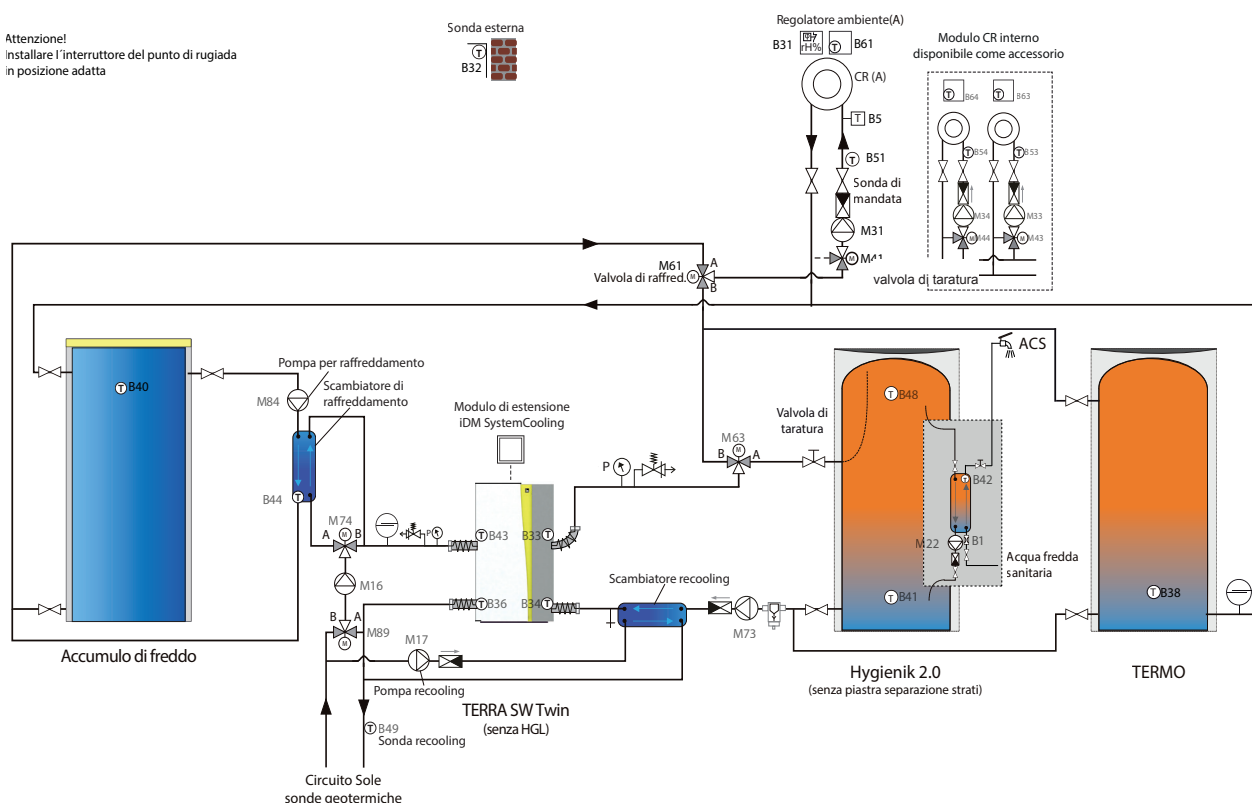 Attenzione!
Installare l´interruttore del punto di rugiada
in posizione adatta
Sonda esterna
T
B32
Regolatore ambiente(A)
B31
rH%
T
B61
CR (A)
T
B5
T
B51
Sonda di
mandata
M31
M
M41
Modulo CR interno
disponibile come accessorio
T
B64
T
B63
T
B54
T
B53
M34
M33
M
M44
M
M43
valvola di taratura
M61
A
M
Valvola di raffred.
B
T
B40
Pompa per raffreddamento
M84
Scambiatore di
raffreddamento
B44
T
M74
A
M
B
P
M16
B
A
M89
M
M17
Pompa recooling
T
B49
Sonda recooling
Circuito Sole
sonde geotermiche
Accumulo di freddo
Modulo di estensione
iDM SystemCooling
T
B43
B33
T
T
B36
B34
T
TERRA SW Twin
(senza HGL)
P
M63
B
M
A
Valvola di
taratura
Scambiatore recooling
M73
T
B48
T
B41
T
B42
M22
B1
ACS
Acqua fredda
sanitaria
Hygienik 2.0
(senza piastra separazione strati)
T
B38
TERMO